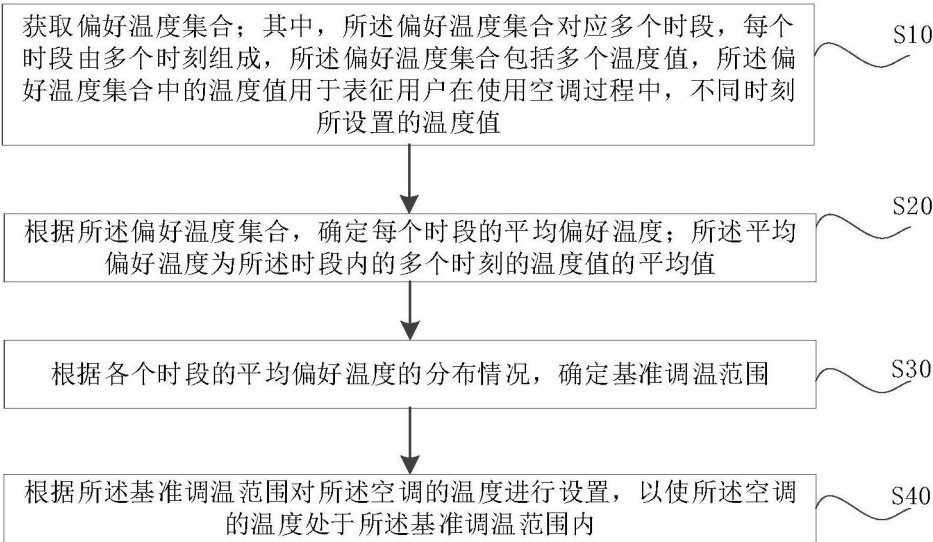 获取偏好温度集合；其中，所述偏好温度集合对应多个时段，每个
时段由多个时刻组成，所述偏好温度集合包括多个温度值，所述偏
好温度集合中的温度值用于表征用户在使用空调过程中，不同时刻
所设置的温度值
S10
根据所述偏好温度集合，确定每个时段的平均偏好温度；所述平均
偏好温度为所述时段内的多个时刻的温度值的平均值
S20
根据各个时段的平均偏好温度的分布情况，确定基准调温范围
S30
根据所述基准调温范围对所述空调的温度进行设置，以使所述空调
的温度处于所述基准调温范围内
S40